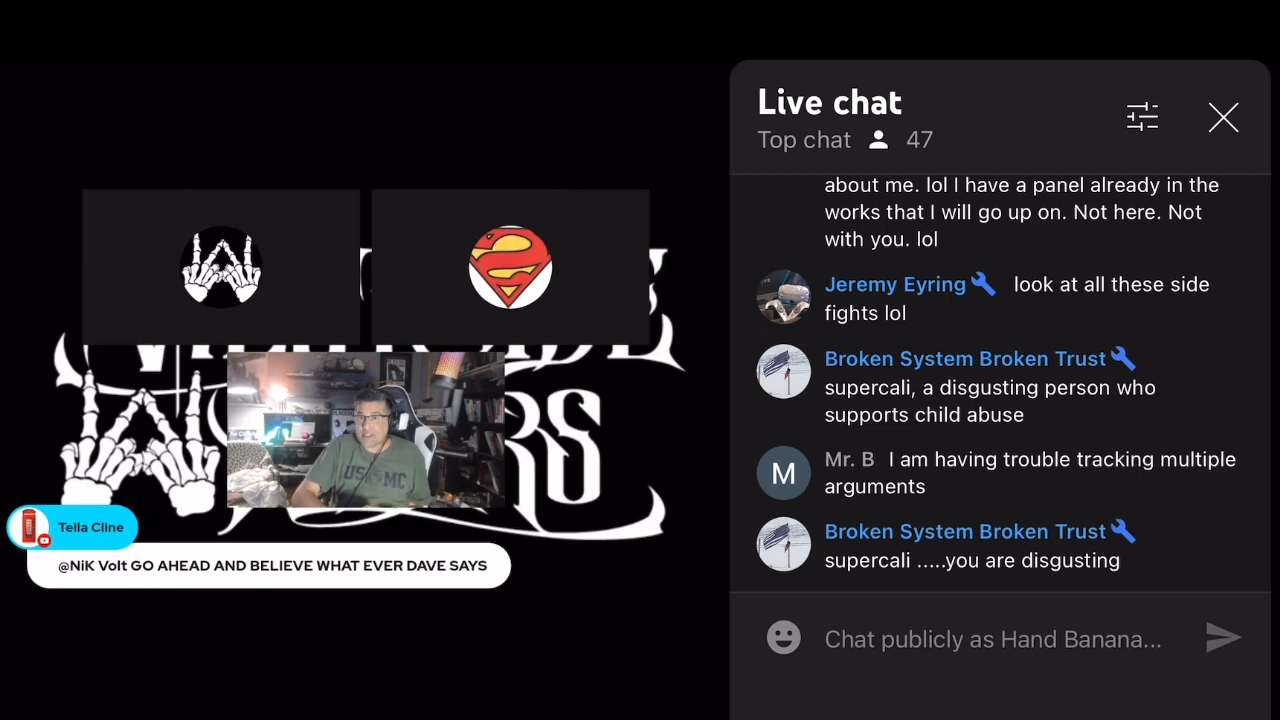 USMC
Tella Cline
@NiK Volt GO AHEAD AND BELIEVE WHAT EVER DAVE SAYS
Live chat
Top chat 47
about me. lol I have a panel already in the
works that I will go up on. Not here. Not
with you. lol
Jeremy Eyring look at all these side
fights lol
Broken System Broken Trust
supercali, a disgusting person who
supports child abuse
M
Mr. B I am having trouble tracking multiple
arguments
Broken System Broken Trust
supercali .....you are disgusting
Chat publicly as Hand Banana...